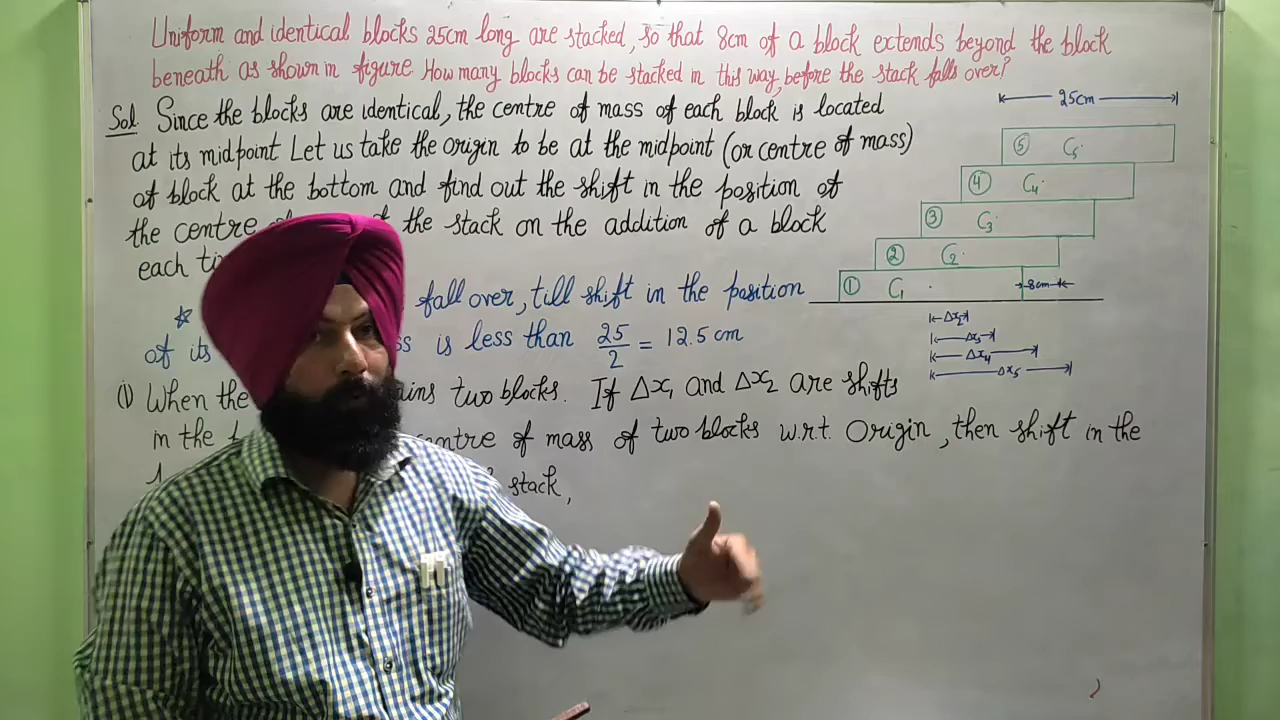 Uniform and identical blocks 25cm long are stacked, so that 8cm of a block extends beyond the block
beneath as shown in figure. How many blocks can be stacked in this way, before the stack falls over?
Sol Since the blocks are identical, the centre of mass of each block is located
at its midpoint Let us take the origin to be at the midpoint (or centre of mass)
of block at the bottom and find out the shift in the position of
the centre the stack on the addition of a block
each
fall over, till shift in the position
of its is less than 25/2 = 12.5 cm
(i) When the two blocks. If Δx₁ and Δx₂ are shifts
in the of mass of two blocks w.r.t. Origin, then shift in the
stack,
25cm
⑤ C₅.
④ C₄.
③ C₃.
② C₂.
① C₁ .
8cm
Δx₂
Δx₃
Δx₄
Δx₅